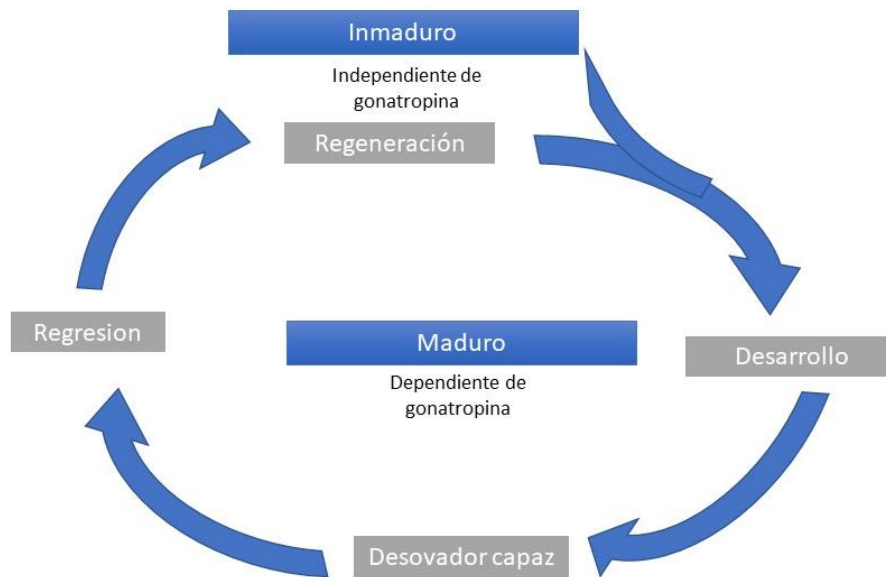 Inmaduro
Independiente de
gonatropina
Regeneración
Regresion
Maduro
Desarrollo
Dependiente de
gonatropina
Desovador capaz